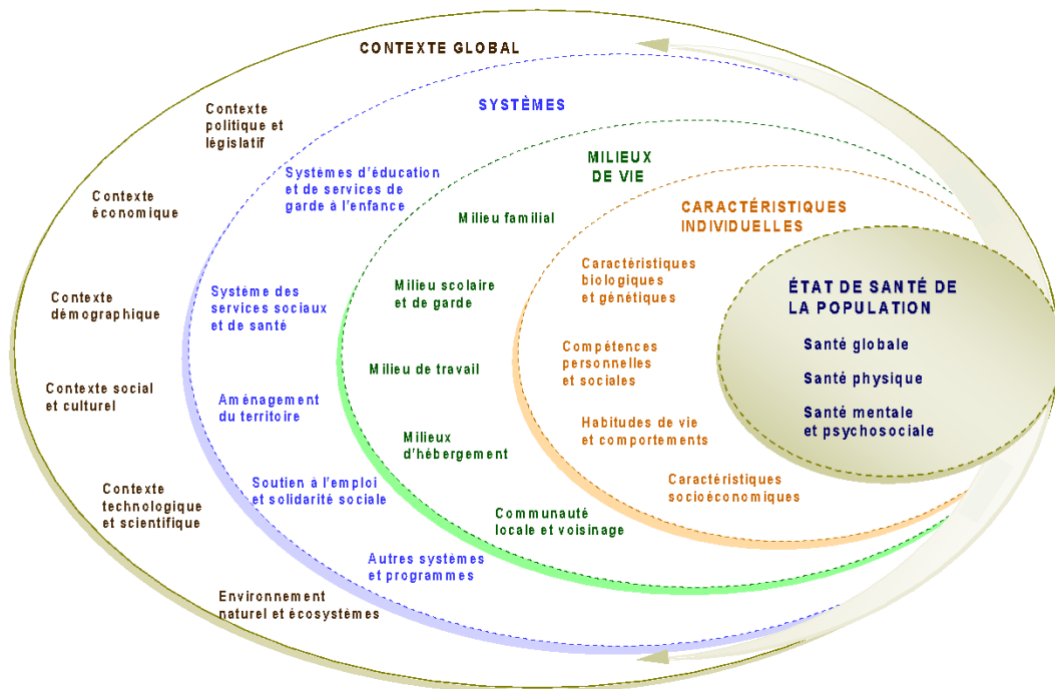 CONTEXTE GLOBAL
Contexte
politique et
législatif
Contexte
économique
Contexte
démographique
Contexte social
et culturel
Contexte
technologique
et scientifique
Environnement
naturel et écosystèmes
SYSTÈMES
Systèmes d'éducation
et de services de
garde à l'enfance
Système des
services sociaux
et de santé
Aménagement
du territoire
Soutien à l'emploi
et solidarité sociale
Autres systèmes
et programmes
MILIEUX
DE VIE
Milieu familial
Milieu scolaire
et de garde
Milieu de travail
Milieux
d'hébergement
Communauté
locale et voisinage
CARACTÉRISTIQUES
INDIVIDUELLES
Caractéristiques
biologiques
et génétiques
Compétences
personnelles
et sociales
Habitudes de vie
et comportements
Caractéristiques
socioéconomiques
ÉTAT DE SANTÉ DE
LA POPULATION
Santé globale
Santé physique
Santé mentale
et psychosociale